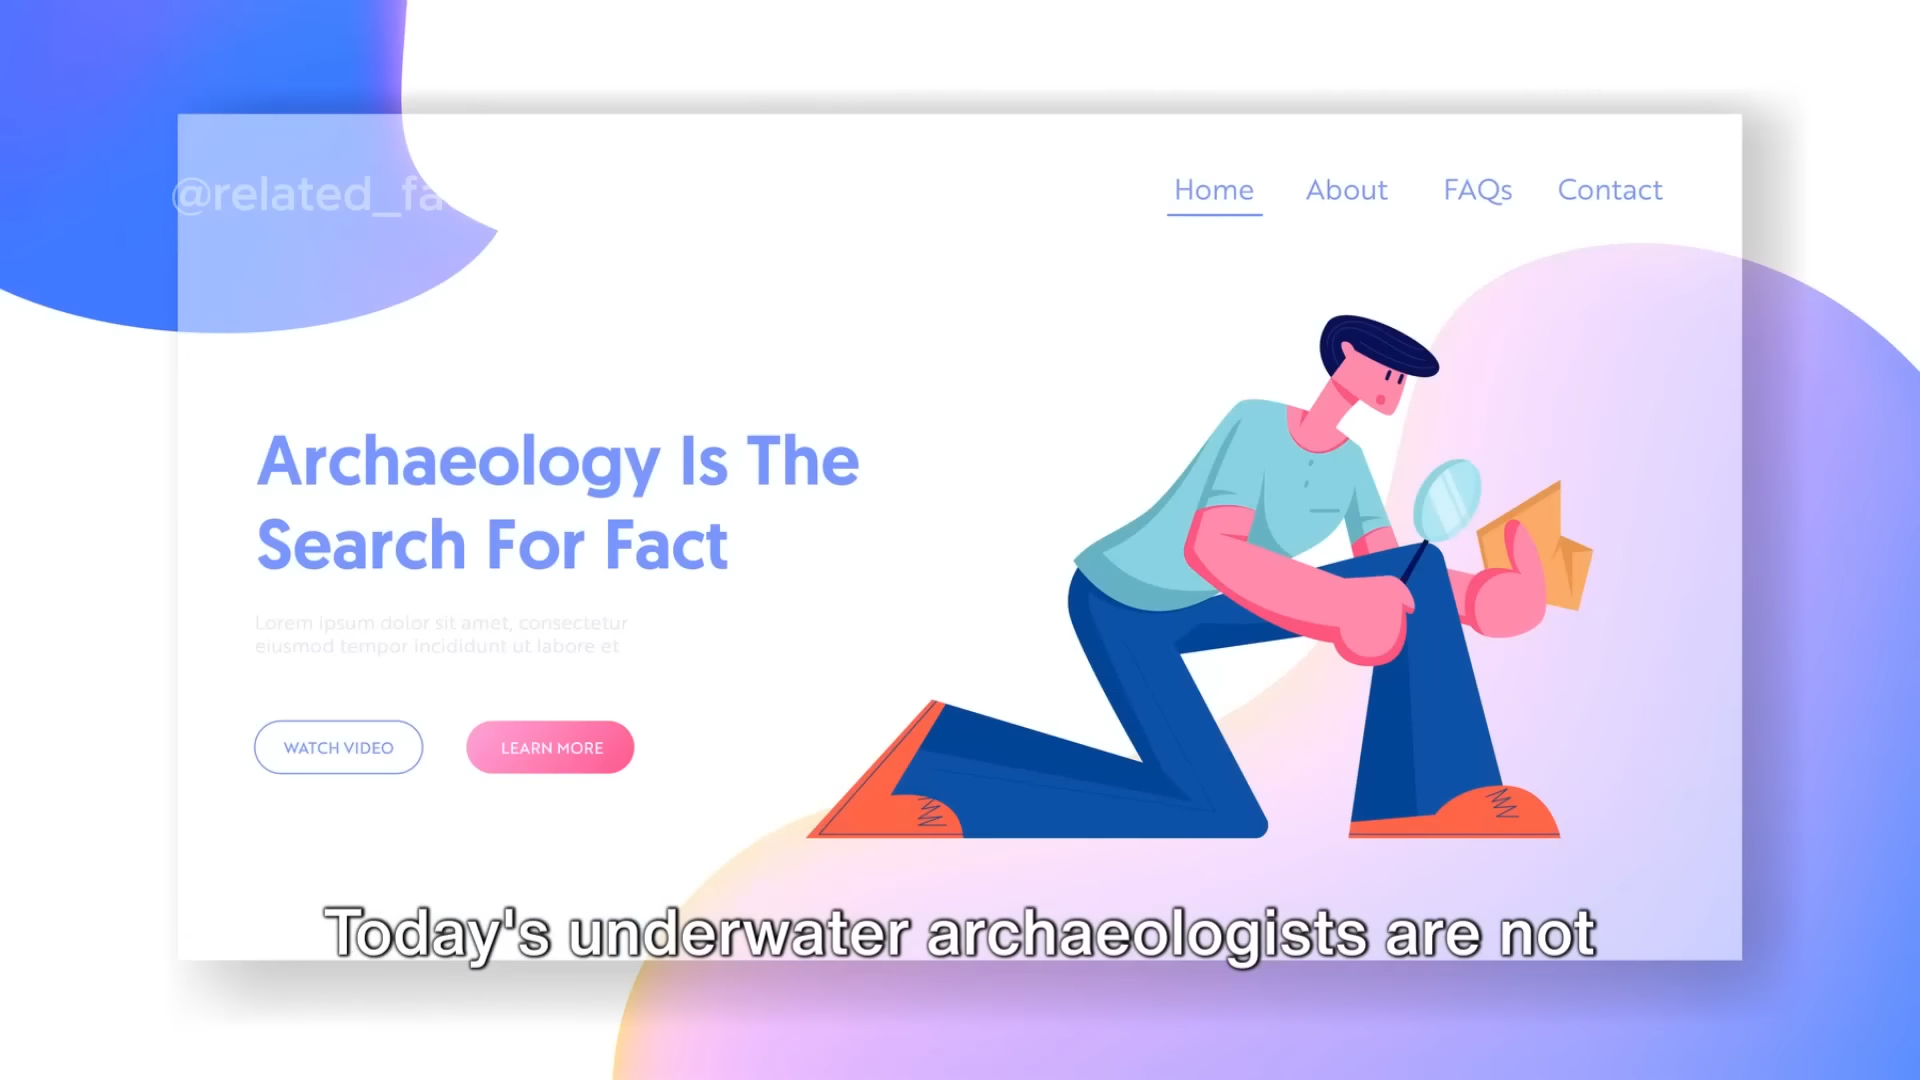 @related_fa
Home About FAQs Contact
Archaeology Is The
Search For Fact
Lorem ipsum dolor sit amet, consectetur
eiusmod tempor incididunt ut labore et
WATCH VIDEO LEARN MORE
Today's underwater archaeologists are not